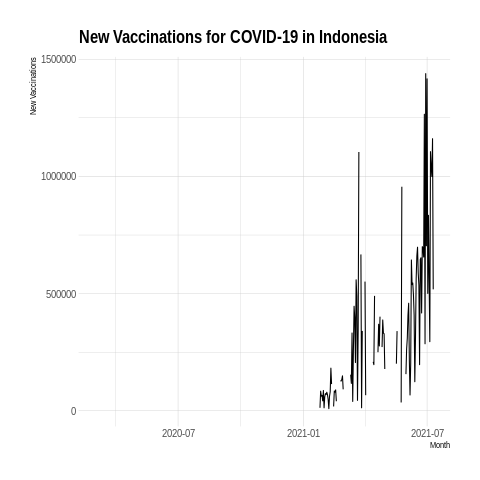 New Vaccinations for COVID-19 in Indonesia
New Vaccinations
1500000
1000000
500000
0
2020-07
2021-01
2021-07
Month